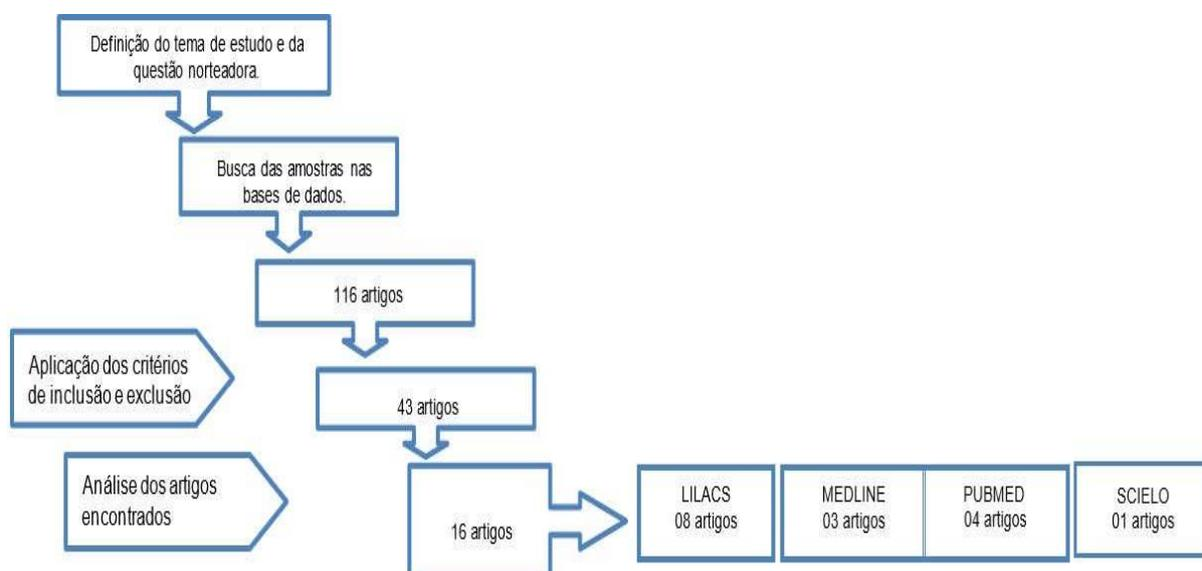 Definição do tema de estudo e da
questão norteadora.
Busca das amostras nas
bases de dados.
116 artigos
Aplicação dos critérios
de inclusão e exclusão
43 artigos
Análise dos artigos
encontrados
16 artigos
LILACS
08 artigos
MEDLINE
03 artigos
PUBMED
04 artigos
SCIELO
01 artigos